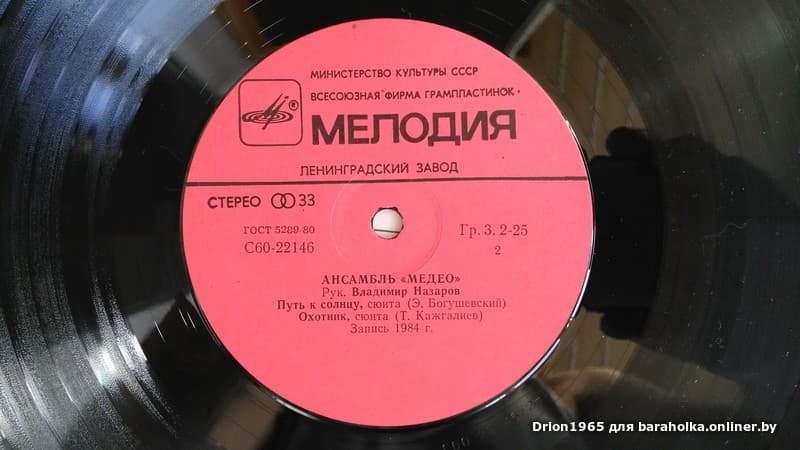 МИНИСТЕРСТВО КУЛЬТУРЫ СССР
ВСЕСОЮЗНАЯ ФИРМА ГРАМПЛАСТИНОК
®
МЕЛОДИЯ
ЛЕНИНГРАДСКИЙ ЗАВОД
СТЕРЕО 33
ГОСТ 5289-80
С60-22146
Гр. 3. 2-25
2
АНСАМБЛЬ «МЕДЕО»
Рук. Владимир Назаров
Путь к солнцу, сюита (Э. Богушевский)
Охотник, сюита (Т. Кажгалиев)
Запись 1984 г.
Drion1965 для baraholka.onliner.by